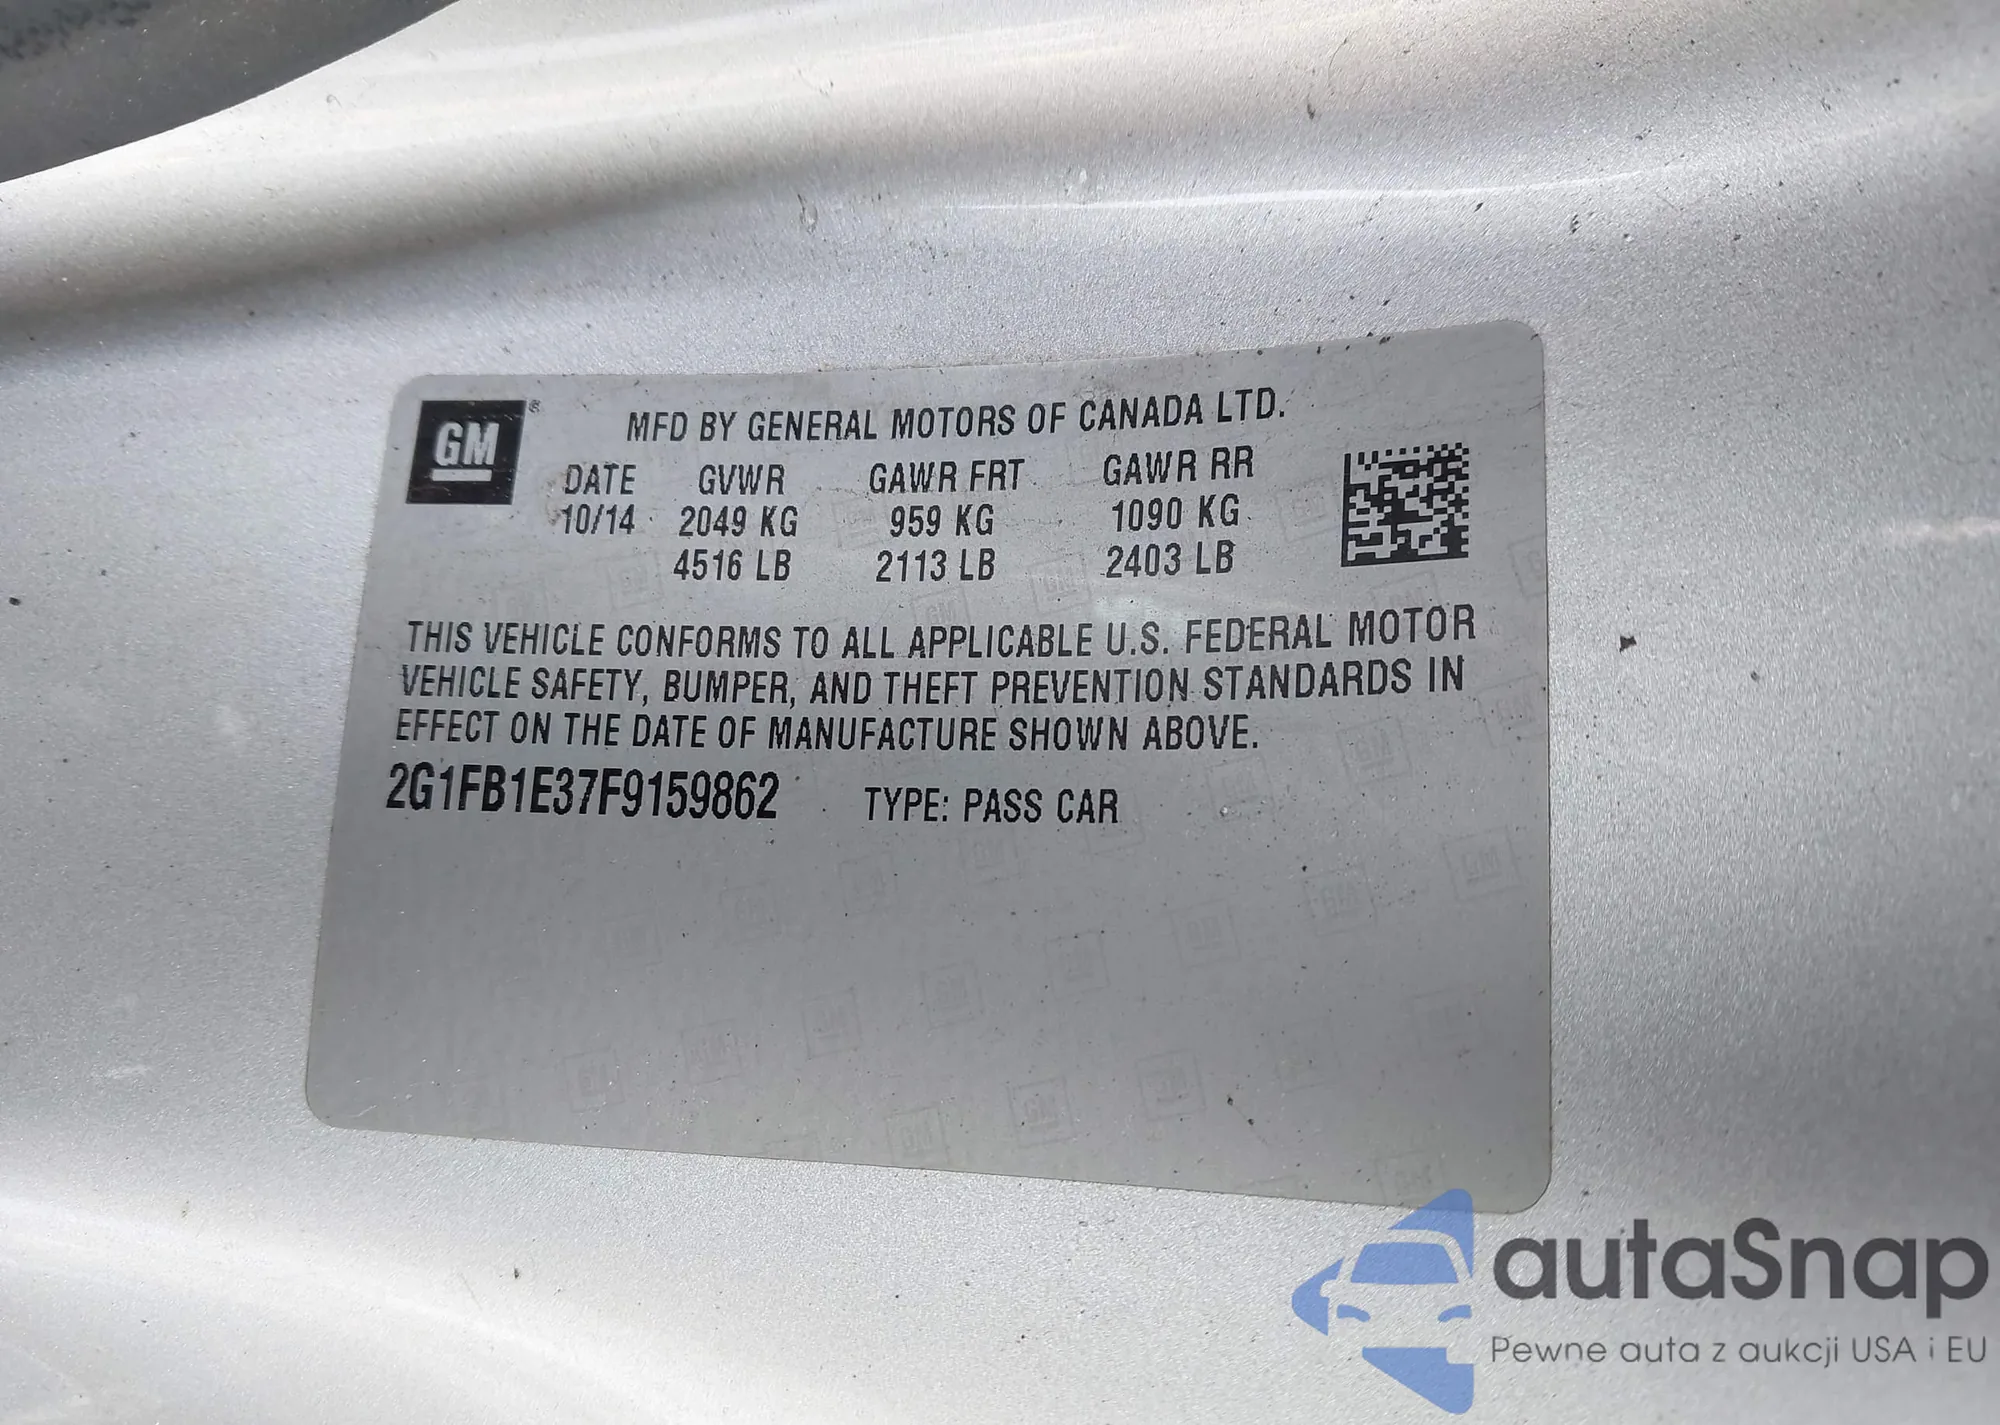 GM ®
MFD BY GENERAL MOTORS OF CANADA LTD.
DATE GVWR GAWR FRT GAWR RR
10/14 2049 KG 959 KG 1090 KG
4516 LB 2113 LB 2403 LB
THIS VEHICLE CONFORMS TO ALL APPLICABLE U.S. FEDERAL MOTOR
VEHICLE SAFETY, BUMPER, AND THEFT PREVENTION STANDARDS IN
EFFECT ON THE DATE OF MANUFACTURE SHOWN ABOVE.
2G1FB1E37F9159862 TYPE: PASS CAR
autaSnap
Pewne auta z aukcji USA i EU